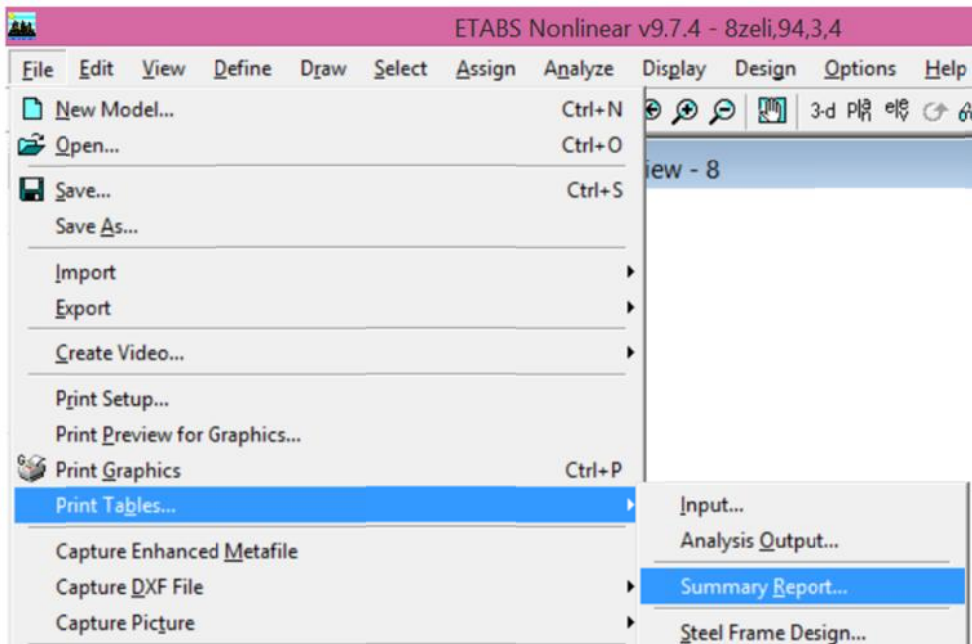 ETABS Nonlinear v9.7.4 - 8zeli,94,3,4
File Edit View Define Draw Select Assign Analyze Display Design Options Help
New Model... Ctrl+N
3-d
Open... Ctrl+O
iew - 8
Save... Ctrl+S
Save As...
Import
Export
Create Video...
Print Setup...
Print Preview for Graphics...
Print Graphics Ctrl+P
Print Tables...
Input...
Capture Enhanced Metafile
Analysis Output...
Capture DXF File
Summary Report...
Capture Picture
Steel Frame Design...